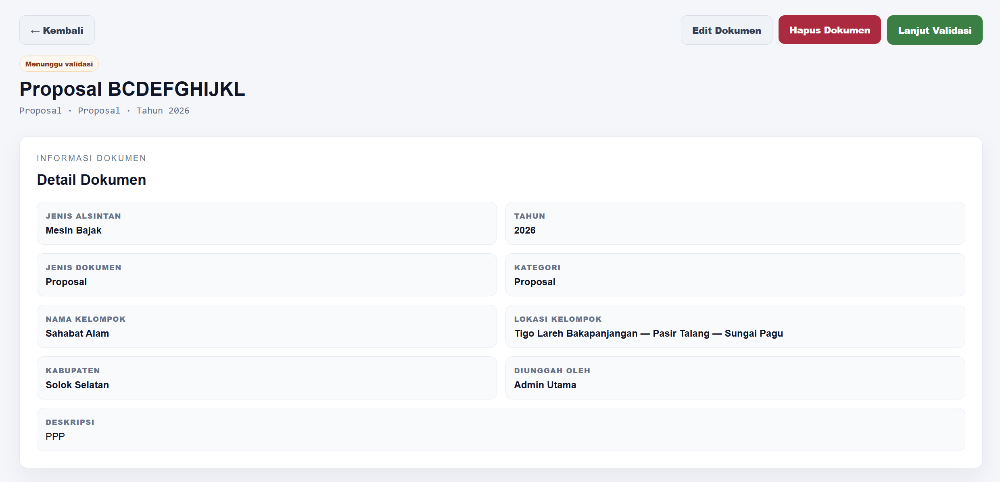 ← Kembali
Edit Dokumen
Hapus Dokumen
Lanjut Validasi
Menunggu validasi
Proposal BCDEFGHIJKL
Proposal · Proposal · Tahun 2026
INFORMASI DOKUMEN
Detail Dokumen
JENIS ALSINTAN
Mesin Bajak
TAHUN
2026
JENIS DOKUMEN
Proposal
KATEGORI
Proposal
NAMA KELOMPOK
Sahabat Alam
LOKASI KELOMPOK
Tigo Lareh Bakapanjangan — Pasir Talang — Sungai Pagu
KABUPATEN
Solok Selatan
DIUNGGAH OLEH
Admin Utama
DESKRIPSI
PPP